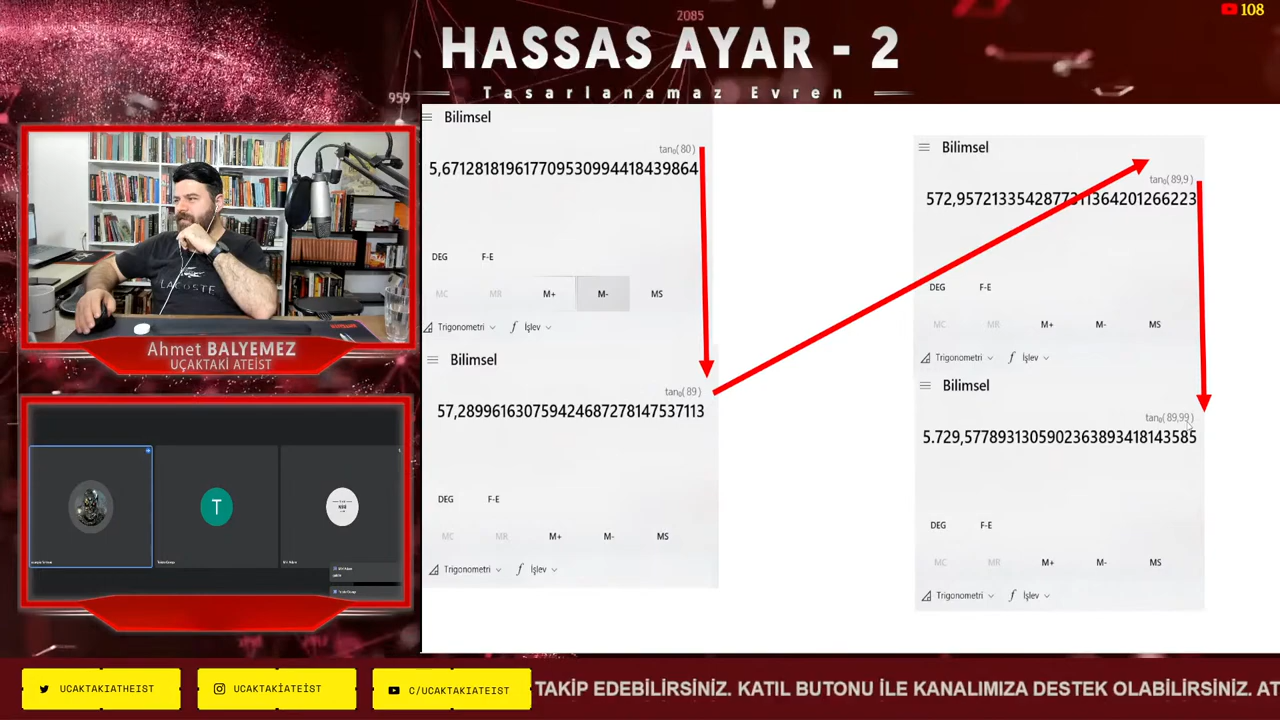 2085
108
HASSAS AYAR - 2
959
Tasarlanamaz Evren
Bilimsel
tan₀( 80 )
5,6712818196177095309944184398​64
DEG F-E
MC MR M+ M- MS
Trigonometri İşlev
Bilimsel
tan₀( 89 )
57,289961630759424687278147537113
DEG F-E
MC MR M+ M- MS
Trigonometri İşlev
Bilimsel
tan₀( 89,9 )
DEG F-E
MC MR M+ M- MS
Trigonometri İşlev
Bilimsel
tan₀( 89,99 )
5.729,5778931305902363893418143585
DEG F-E
MC MR M+ M- MS
Trigonometri İşlev
LACOSTE
Ahmet BALYEMEZ
UÇAKTAKİ ATEİST
T
UCAKTAKIATHEIST
UCAKTAKİATEİST
C/UCAKTAKIATEIST
TAKİP EDEBİLİRSİNİZ. KATIL BUTONU İLE KANALIMIZA DESTEK OLABİLİRSİNİZ. AT